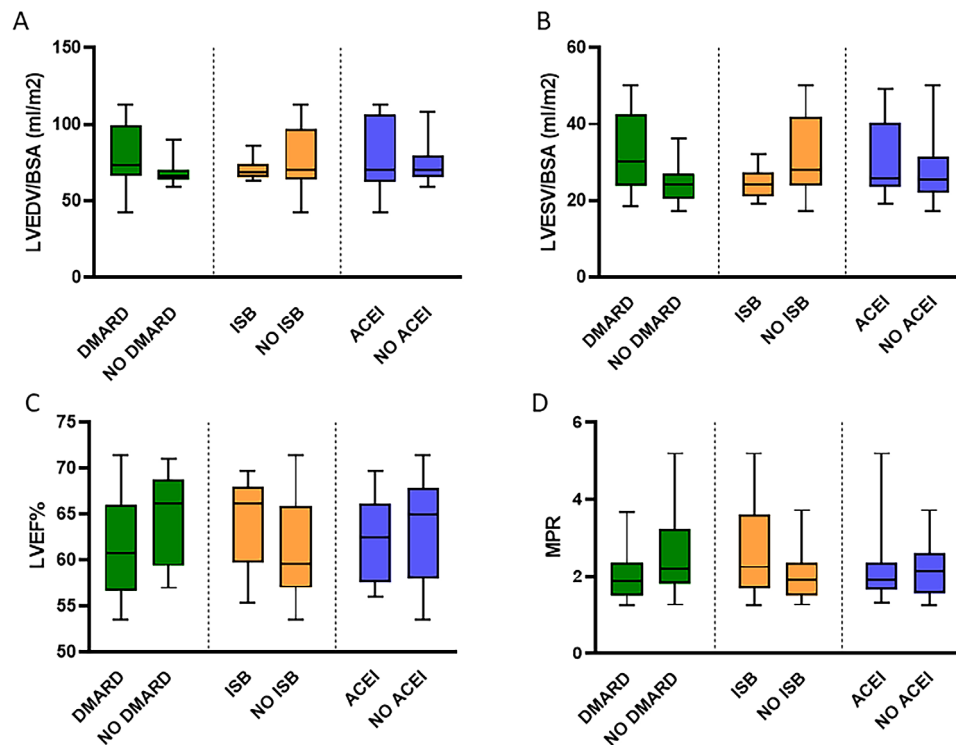 A
LVEDV/BSA (ml/m2)
150
100
50
0
DMARD
NO DMARD
ISB
NO ISB
ACEI
NO ACEI
B
LVESV/BSA (ml/m2)
60
40
20
0
DMARD
NO DMARD
ISB
NO ISB
ACEI
NO ACEI
C
LVEF%
75
70
65
60
55
50
DMARD
NO DMARD
ISB
NO ISB
ACEI
NO ACEI
D
MPR
6
4
2
0
DMARD
NO DMARD
ISB
NO ISB
ACEI
NO ACEI